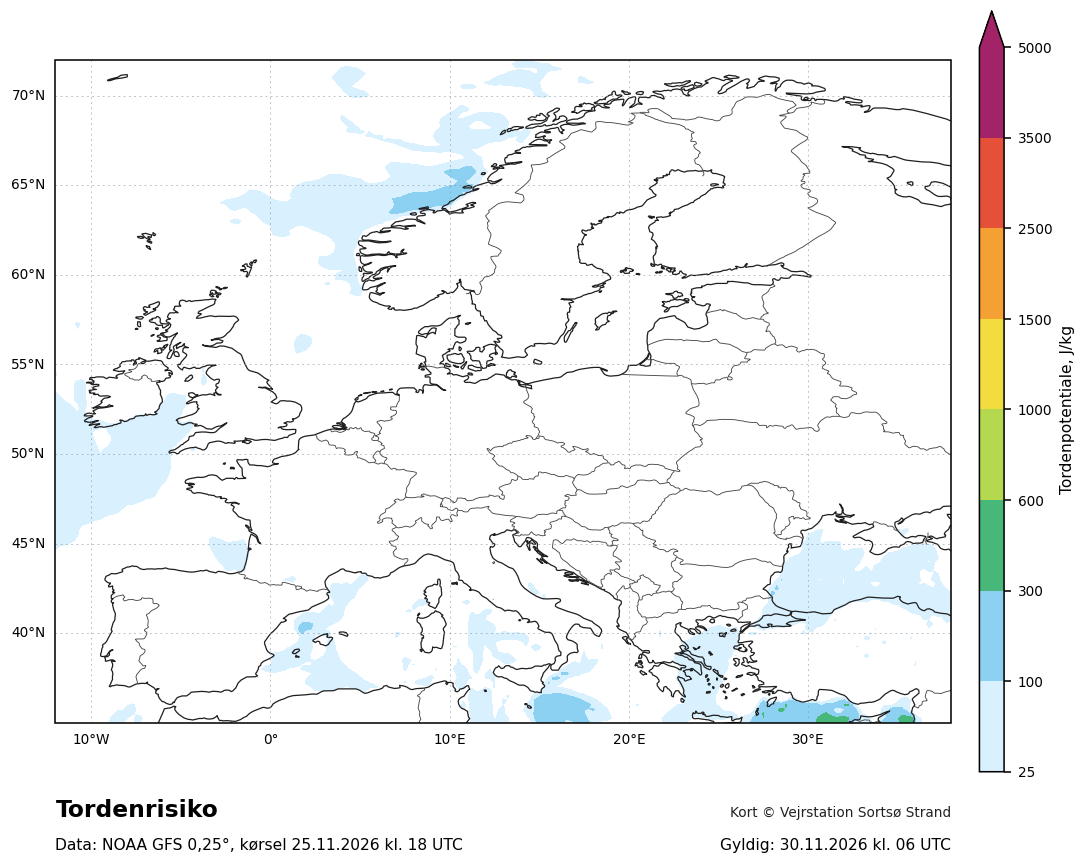 70°N
65°N
60°N
55°N
50°N
45°N
40°N
10°W
0°
10°E
20°E
30°E
5000
3500
2500
1500
1000
600
300
100
25
Tordenpotentiale, J/kg
Tordenrisiko
Kort © Vejrstation Sortsø Strand
Data: NOAA GFS 0,25°, kørsel 25.11.2026 kl. 18 UTC
Gyldig: 30.11.2026 kl. 06 UTC